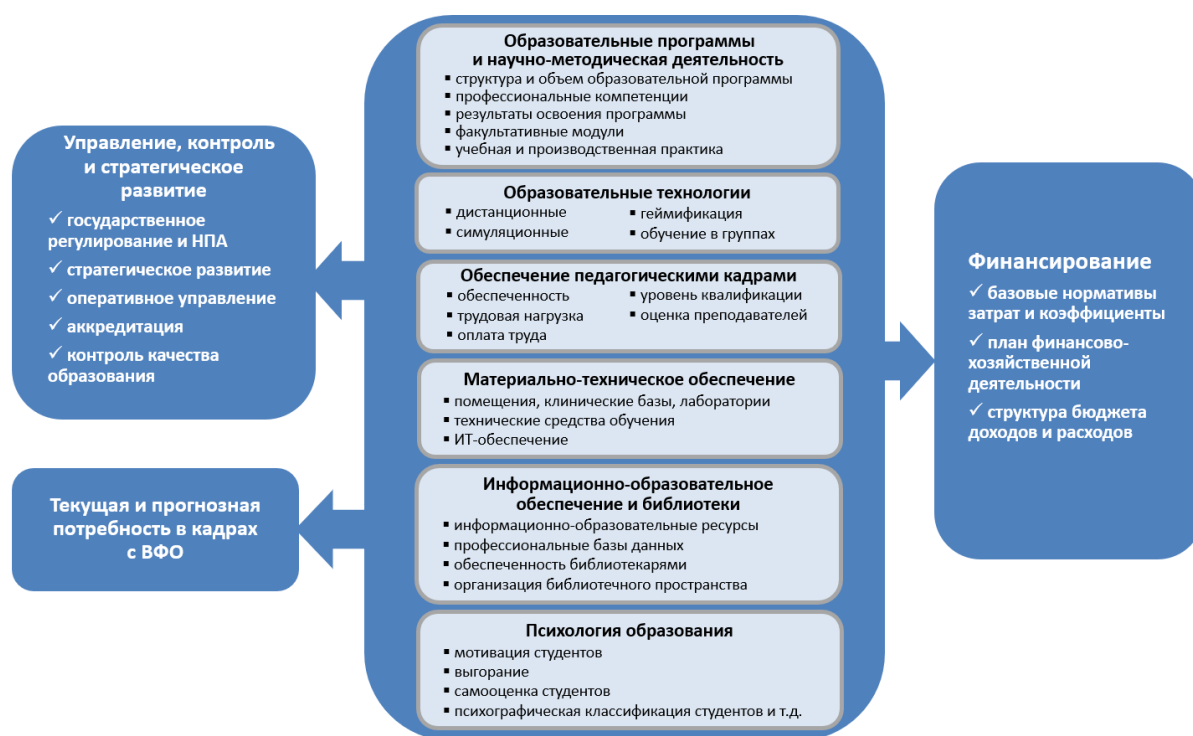 Управление, контроль
и стратегическое
развитие
✓ государственное
регулирование и НПА
✓ стратегическое развитие
✓ оперативное управление
✓ аккредитация
✓ контроль качества
образования
Текущая и прогнозная
потребность в кадрах
с ВФО
Образовательные программы
и научно-методическая деятельность
▪ структура и объем образовательной программы
▪ профессиональные компетенции
▪ результаты освоения программы
▪ факультативные модули
▪ учебная и производственная практика
Образовательные технологии
▪ дистанционные
▪ симуляционные
▪ геймификация
▪ обучение в группах
Обеспечение педагогическими кадрами
▪ обеспеченность
▪ трудовая нагрузка
▪ оплата труда
▪ уровень квалификации
▪ оценка преподавателей
Материально-техническое обеспечение
▪ помещения, клинические базы, лаборатории
▪ технические средства обучения
▪ ИТ-обеспечение
Информационно-образовательное
обеспечение и библиотеки
▪ информационно-образовательные ресурсы
▪ профессиональные базы данных
▪ обеспеченность библиотекарями
▪ организация библиотечного пространства
Психология образования
▪ мотивация студентов
▪ выгорание
▪ самооценка студентов
▪ психографическая классификация студентов и т.д.
Финансирование
✓ базовые нормативы
затрат и коэффициенты
✓ план финансово-
хозяйственной
деятельности
✓ структура бюджета
доходов и расходов